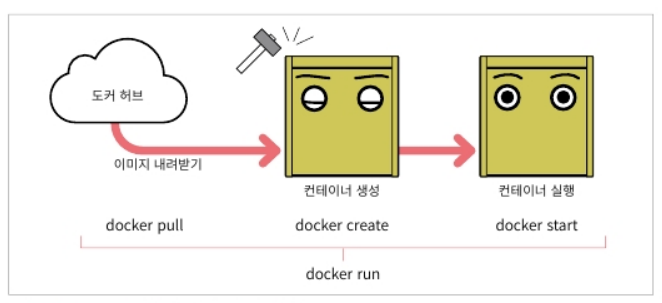 도커 허브
이미지 내려받기
컨테이너 생성
컨테이너 실행
docker pull
docker create
docker start
docker run